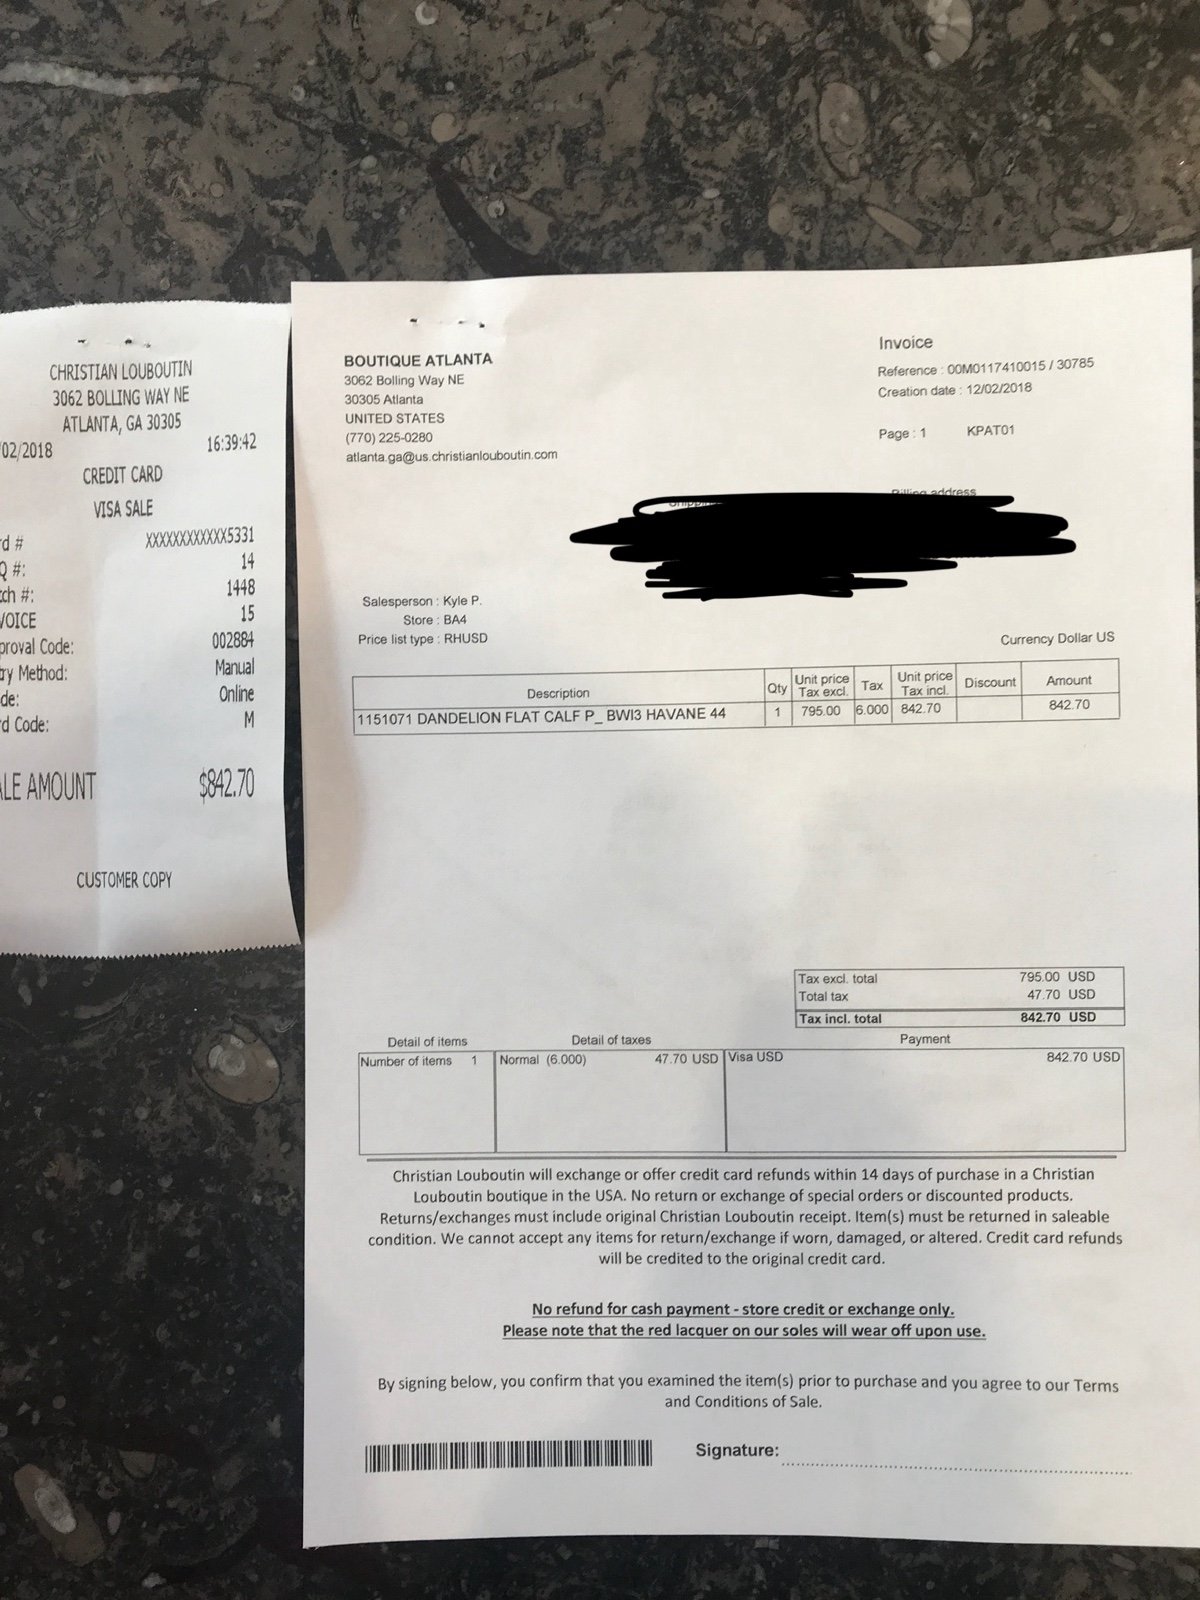 CHRISTIAN LOUBOUTIN
3062 BOLLING WAY NE
ATLANTA, GA 30305
/02/2018 16:39:42
CREDIT CARD
VISA SALE
rd # XXXXXXXXXXXX5331
Q #: 14
tch #: 1448
VOICE 15
proval Code: 002884
try Method: Manual
de: Online
rd Code: M
ALE AMOUNT $842.70
CUSTOMER COPY
BOUTIQUE ATLANTA
3062 Bolling Way NE
30305 Atlanta
UNITED STATES
(770) 225-0280
atlanta.ga@us.christianlouboutin.com
Invoice
Reference : 00M0117410015 / 30785
Creation date : 12/02/2018
Page : 1 KPAT01
Billing address
Salesperson : Kyle P.
Store : BA4
Price list type : RHUSD
Currency Dollar US
Description Qty Unit price Tax excl. Tax Unit price Tax incl. Discount Amount
1151071 DANDELION FLAT CALF P_ BWI3 HAVANE 44 1 795.00 6.000 842.70 842.70
Tax excl. total 795.00 USD
Total tax 47.70 USD
Tax incl. total 842.70 USD
Detail of items Detail of taxes Payment
Number of items 1 Normal (6.000) 47.70 USD Visa USD 842.70 USD
Christian Louboutin will exchange or offer credit card refunds within 14 days of purchase in a Christian
Louboutin boutique in the USA. No return or exchange of special orders or discounted products.
Returns/exchanges must include original Christian Louboutin receipt. Item(s) must be returned in saleable
condition. We cannot accept any items for return/exchange if worn, damaged, or altered. Credit card refunds
will be credited to the original credit card.
No refund for cash payment - store credit or exchange only.
Please note that the red lacquer on our soles will wear off upon use.
By signing below, you confirm that you examined the item(s) prior to purchase and you agree to our Terms
and Conditions of Sale.
Signature: